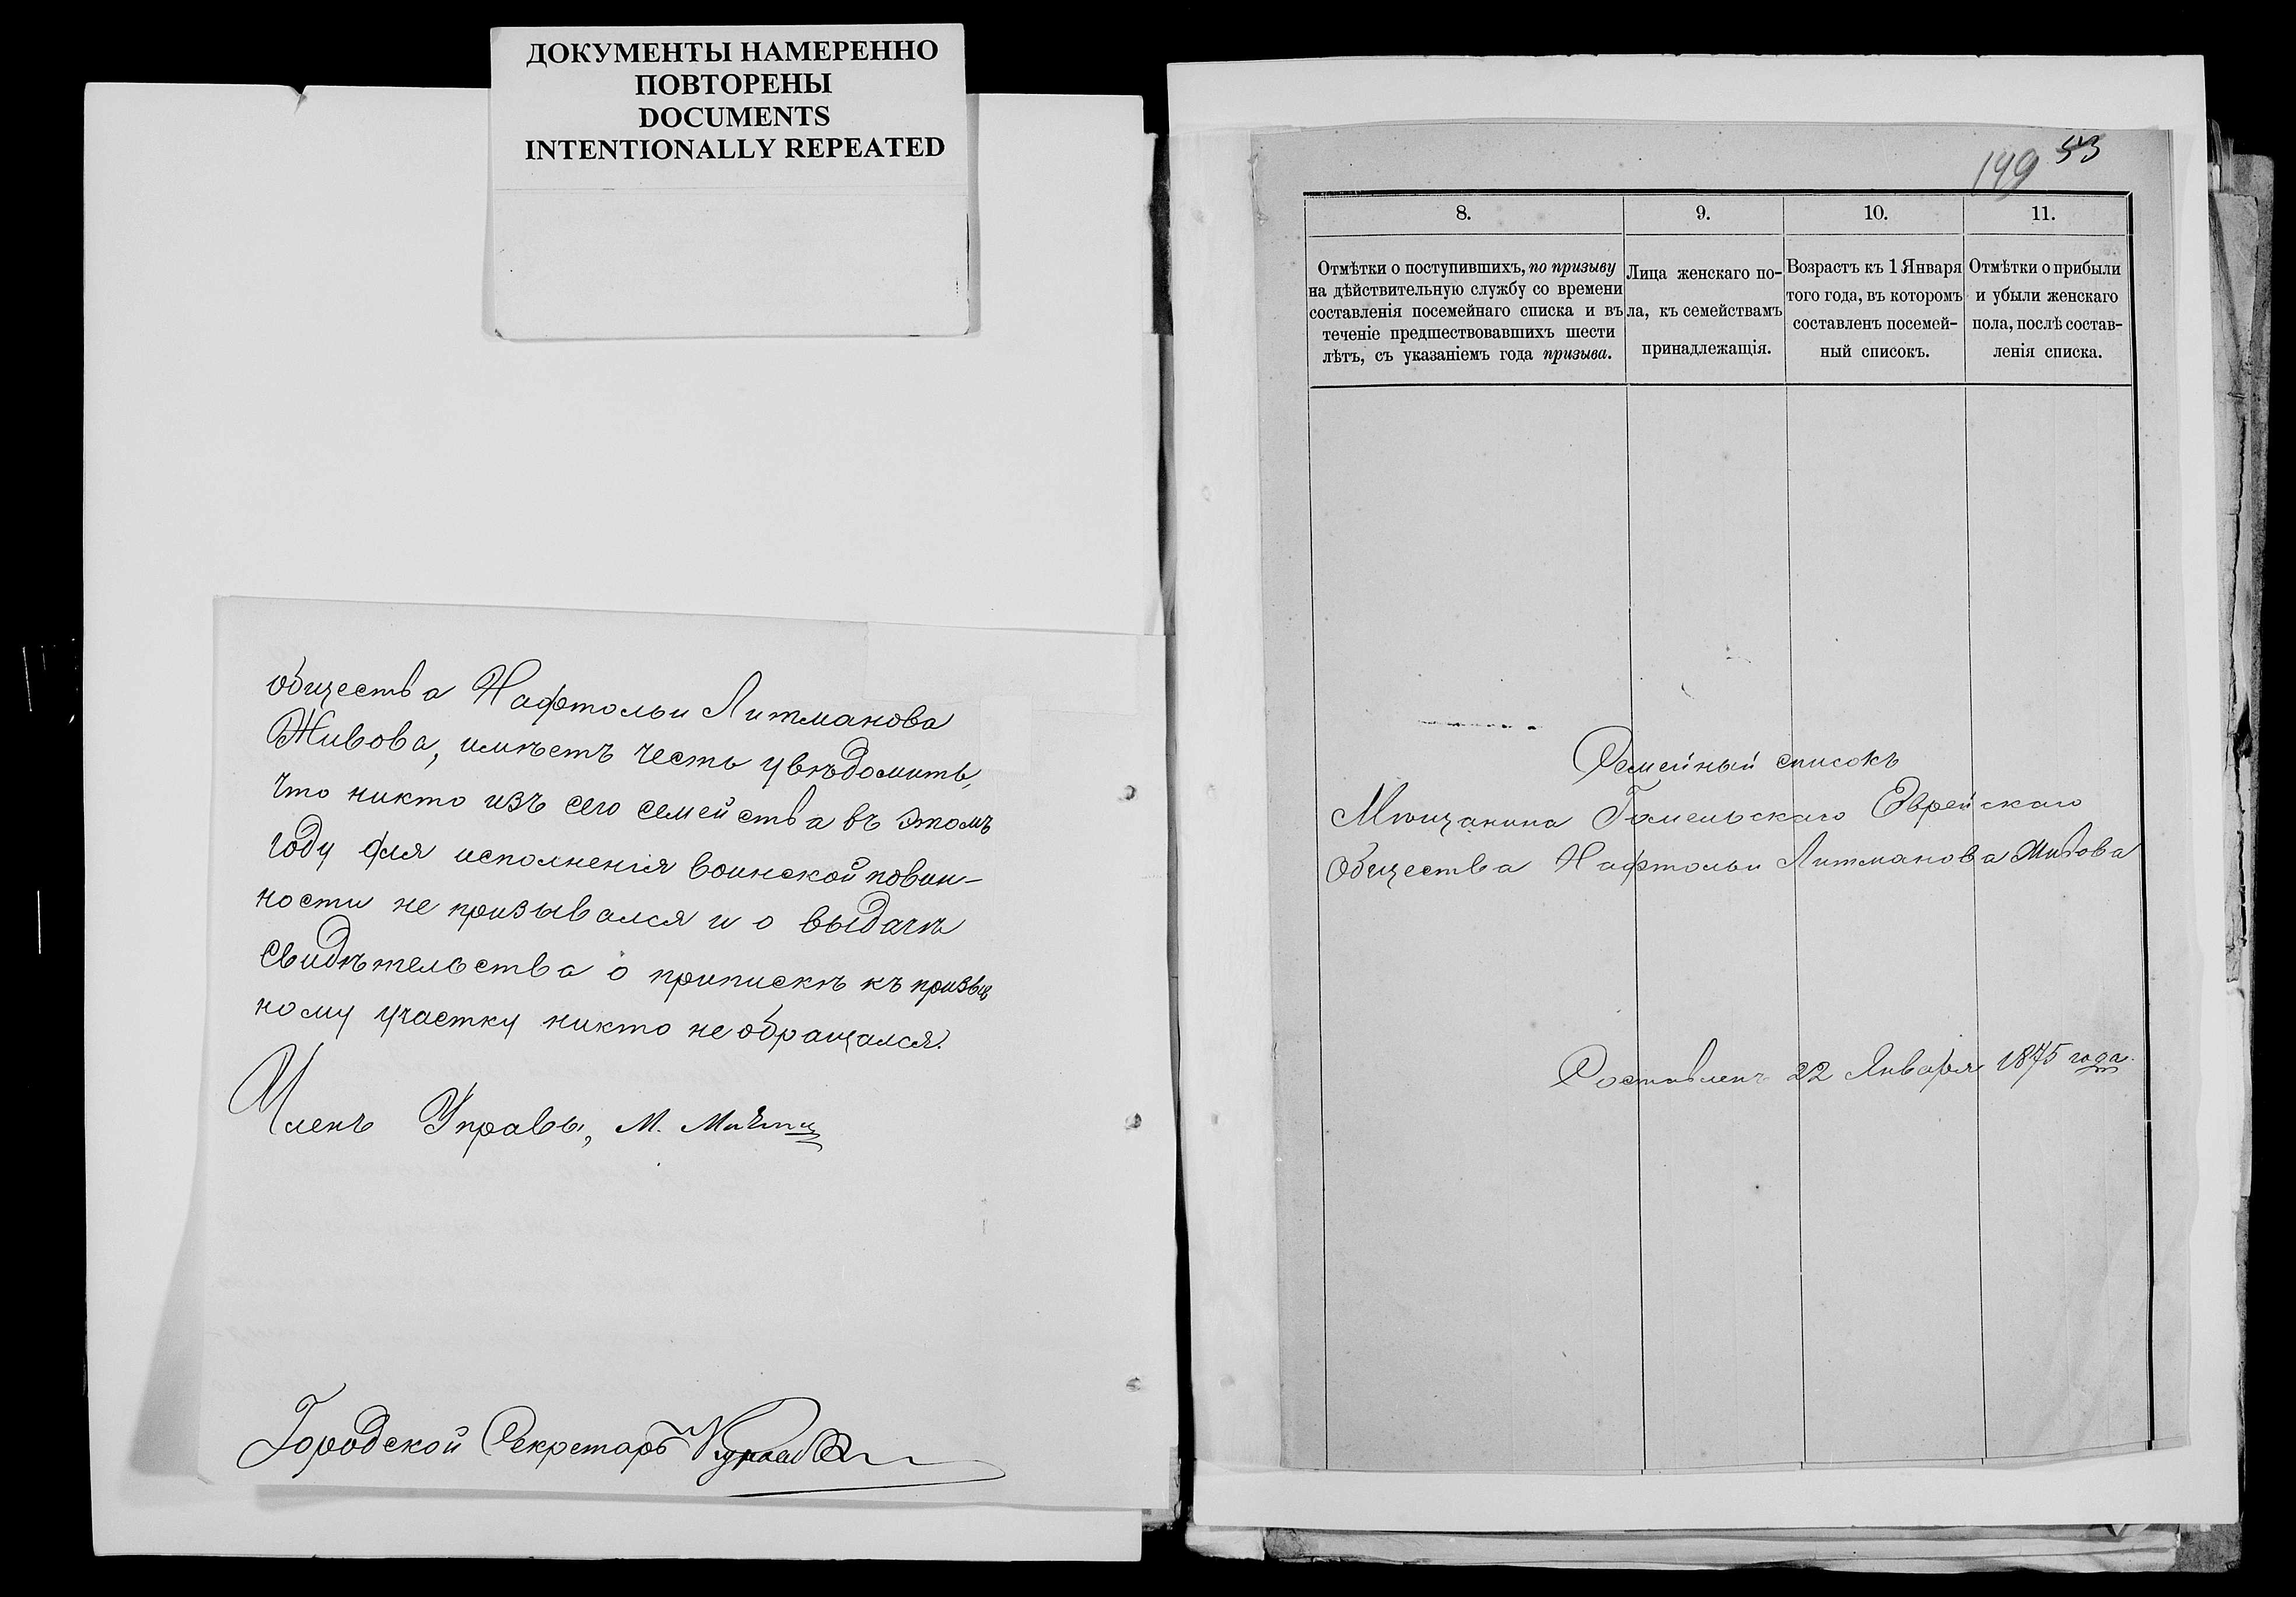 ДОКУМЕНТЫ НАМЕРЕННО
ПОВТОРЕНЫ
DOCUMENTS
INTENTIONALLY REPEATED
общества Нафтольи Литманова
Живова, имѣетъ честь увѣдомить,
что никто изъ сего семейства въ этомъ
году для исполненія воинской повин-
ности не призывался и о выдачѣ
свидѣтельства о припискѣ къ призыв
ному участку никто не обращался.
Членъ Управы, М.
Городской Секретарь
149 53
8. 9. 10. 11.
Отмѣтки о поступившихъ, по призыву
на дѣйствительную службу со времени
составленія посемейнаго списка и въ
теченіе предшествовавшихъ шести
лѣтъ, съ указаніемъ года призыва.
Лица женскаго по-
ла, къ семействамъ
принадлежащія.
Возрастъ къ 1 Января
того года, въ которомъ
составленъ посемей-
ный списокъ.
Отмѣтки о прибыли
и убыли женскаго
пола, послѣ состав-
ленія списка.
Семейный списокъ
Мѣщанина Гомельскаго Еврейскаго
Общества Нафтольи Литманова
Составленъ 22 Января 1875 года.